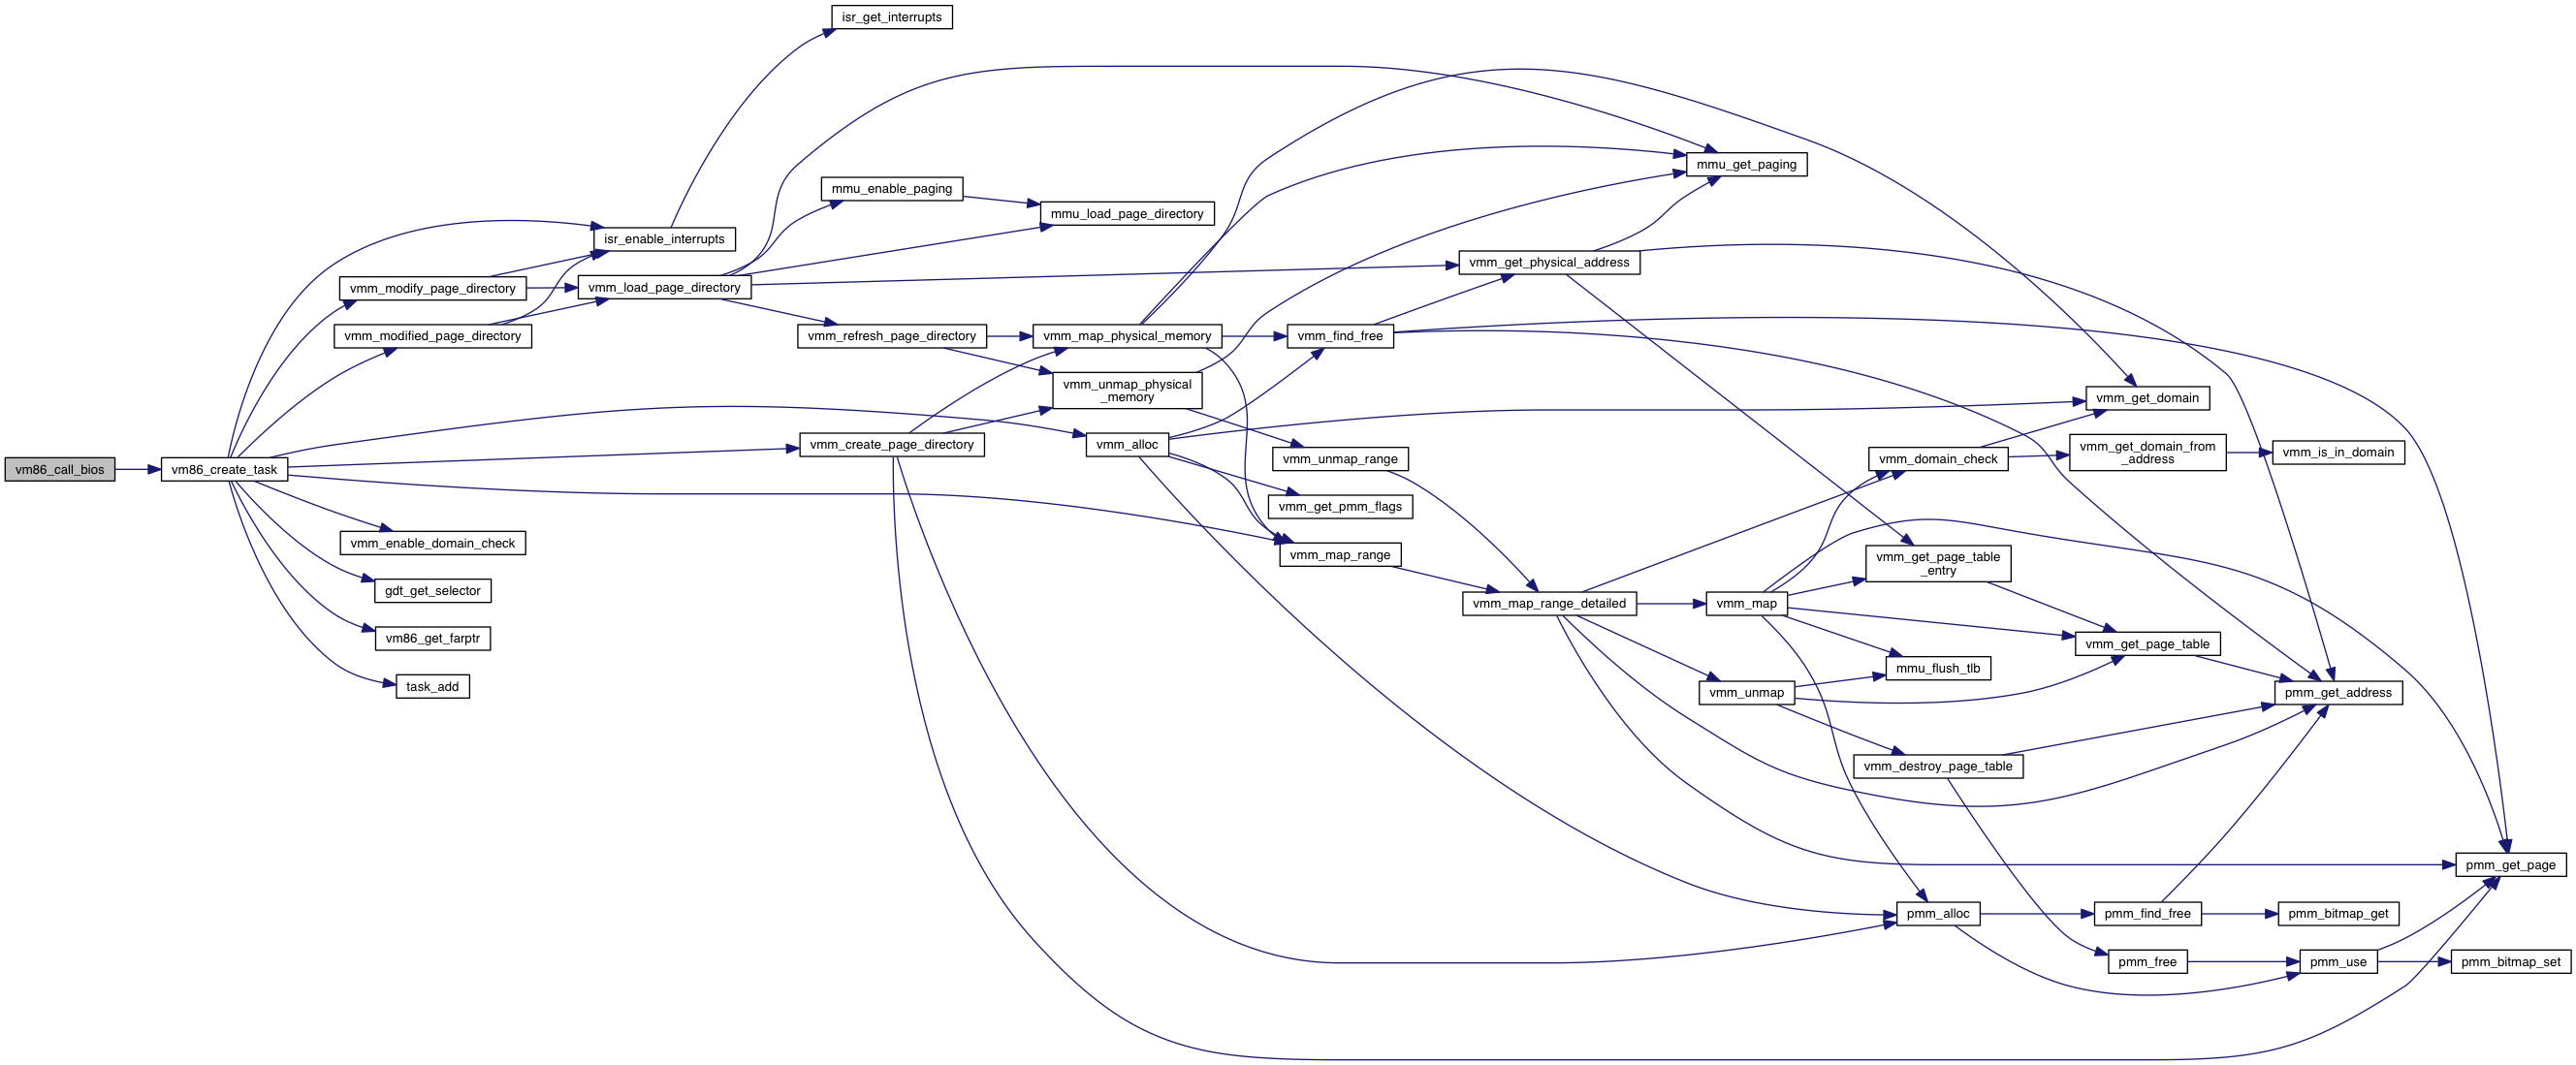 isr_get_interrupts
mmu_get_paging
mmu_enable_paging
mmu_load_page_directory
isr_enable_interrupts
vmm_get_physical_address
vmm_modify_page_directory
vmm_load_page_directory
vmm_modified_page_directory
vmm_refresh_page_directory
vmm_map_physical_memory
vmm_find_free
vmm_unmap_physical
_memory
vmm_get_domain
vmm_create_page_directory
vmm_alloc
vmm_unmap_range
vmm_domain_check
vmm_get_domain_from
_address
vmm_is_in_domain
vm86_call_bios
vm86_create_task
vmm_get_pmm_flags
vmm_enable_domain_check
vmm_map_range
vmm_get_page_table
_entry
gdt_get_selector
vmm_map_range_detailed
vmm_map
vm86_get_farptr
vmm_get_page_table
mmu_flush_tlb
task_add
vmm_unmap
pmm_get_address
vmm_destroy_page_table
pmm_get_page
pmm_alloc
pmm_find_free
pmm_bitmap_get
pmm_free
pmm_use
pmm_bitmap_set